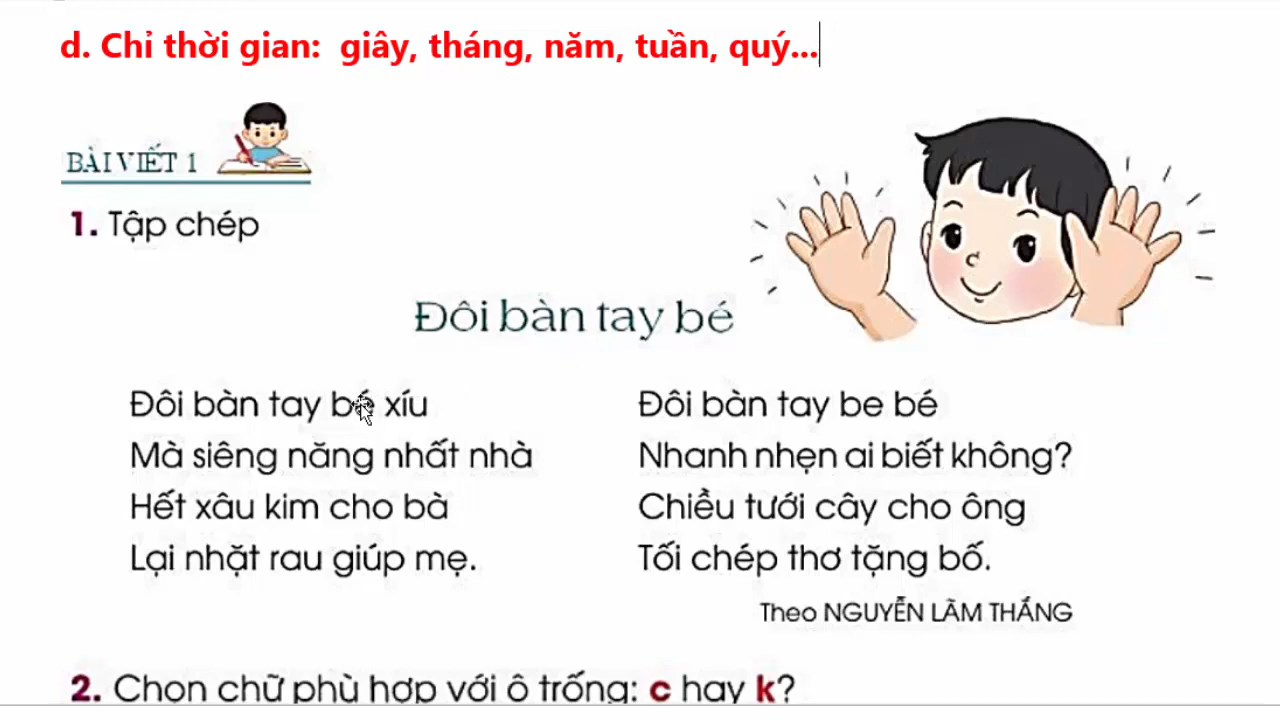 d. Chỉ thời gian: giây, tháng, năm, tuần, quý...
BÀI VIẾT 1
1. Tập chép
Đôi bàn tay bé
Đôi bàn tay bé xíu
Mà siêng năng nhất nhà
Hết xâu kim cho bà
Lại nhặt rau giúp mẹ.
Đôi bàn tay be bé
Nhanh nhẹn ai biết không?
Chiều tưới cây cho ông
Tối chép thơ tặng bố.
Theo NGUYỄN LÃM THẮNG
2. Chọn chữ phù hợp với ô trống: c hay k?